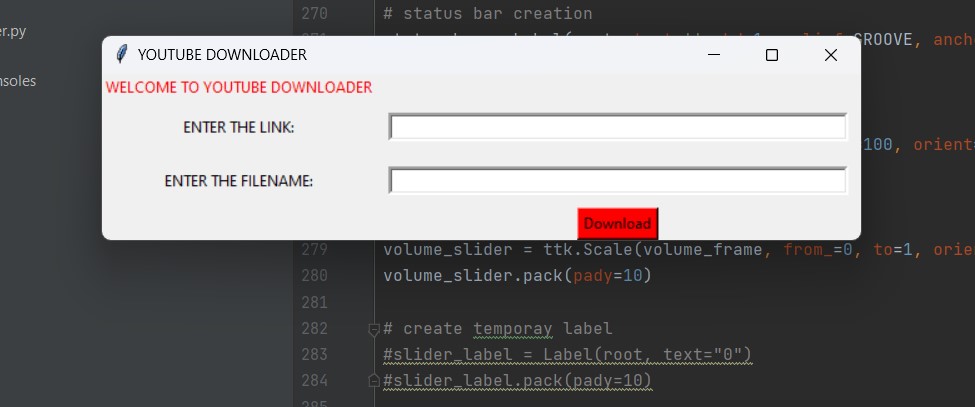 270 # status bar creation
er.py
GROOVE, anch
YOUTUBE DOWNLOADER
nsoles
WELCOME TO YOUTUBE DOWNLOADER
ENTER THE LINK:
100, orient=
ENTER THE FILENAME:
Download
279 volume_slider = ttk.Scale(volume_frame, from_=0, to=1, orie
280 volume_slider.pack(pady=10)
281
282 # create temporay label
283 #slider_label = Label(root, text="0")
284 #slider_label.pack(pady=10)